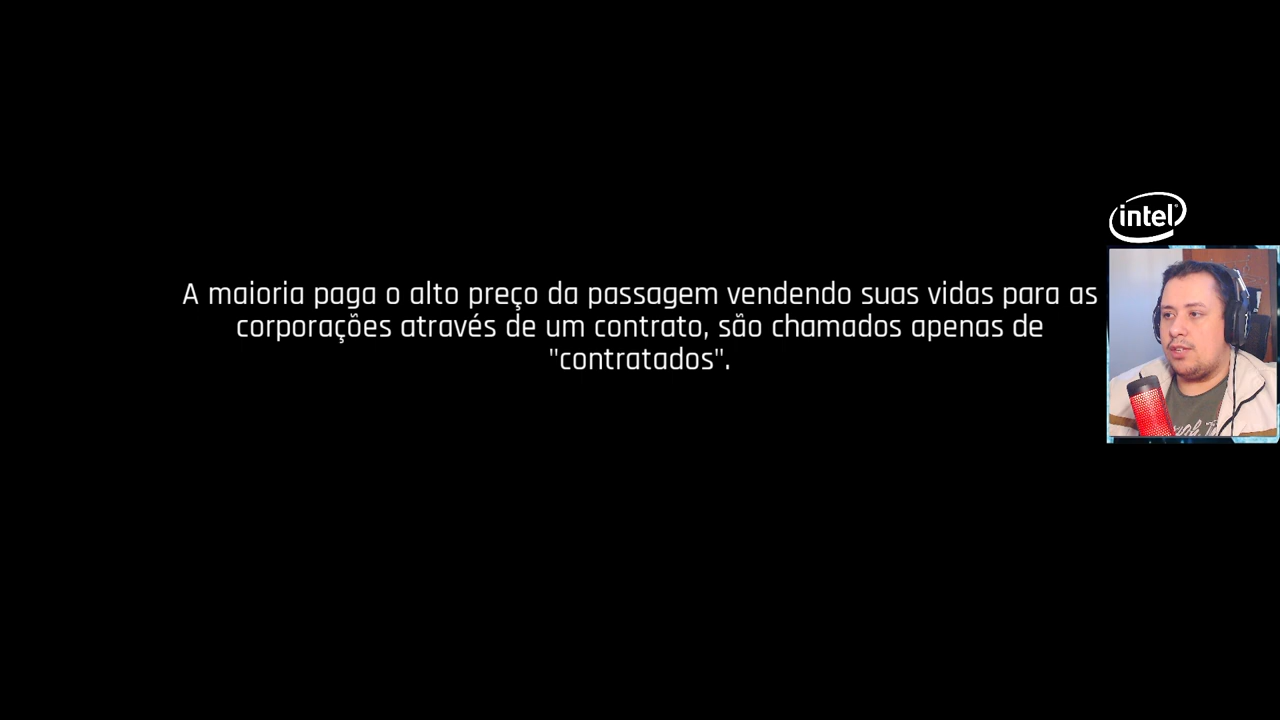 intel
A maioria paga o alto preço da passagem vendendo suas vidas para as
corporações através de um contrato, são chamados apenas de
"contratados".